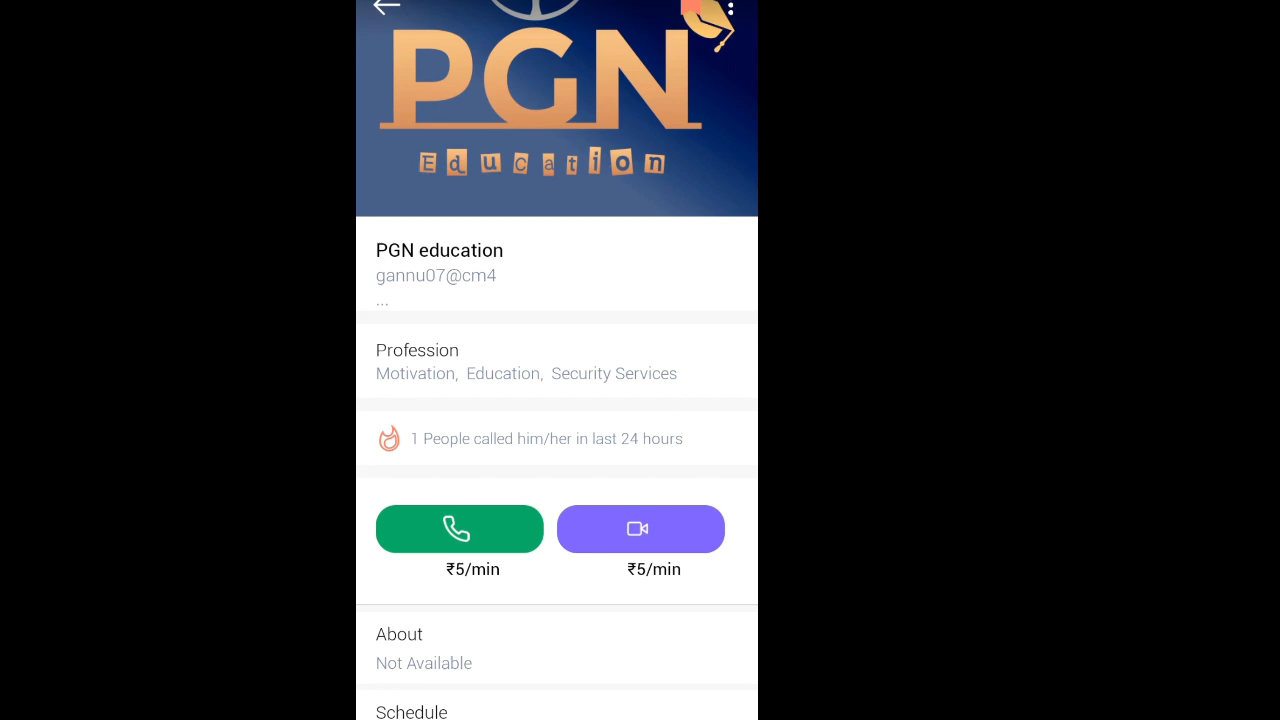 PGN
Education
PGN education
gannu07@cm4
...
Profession
Motivation, Education, Security Services
1 People called him/her in last 24 hours
₹5/min ₹5/min
About
Not Available
Schedule